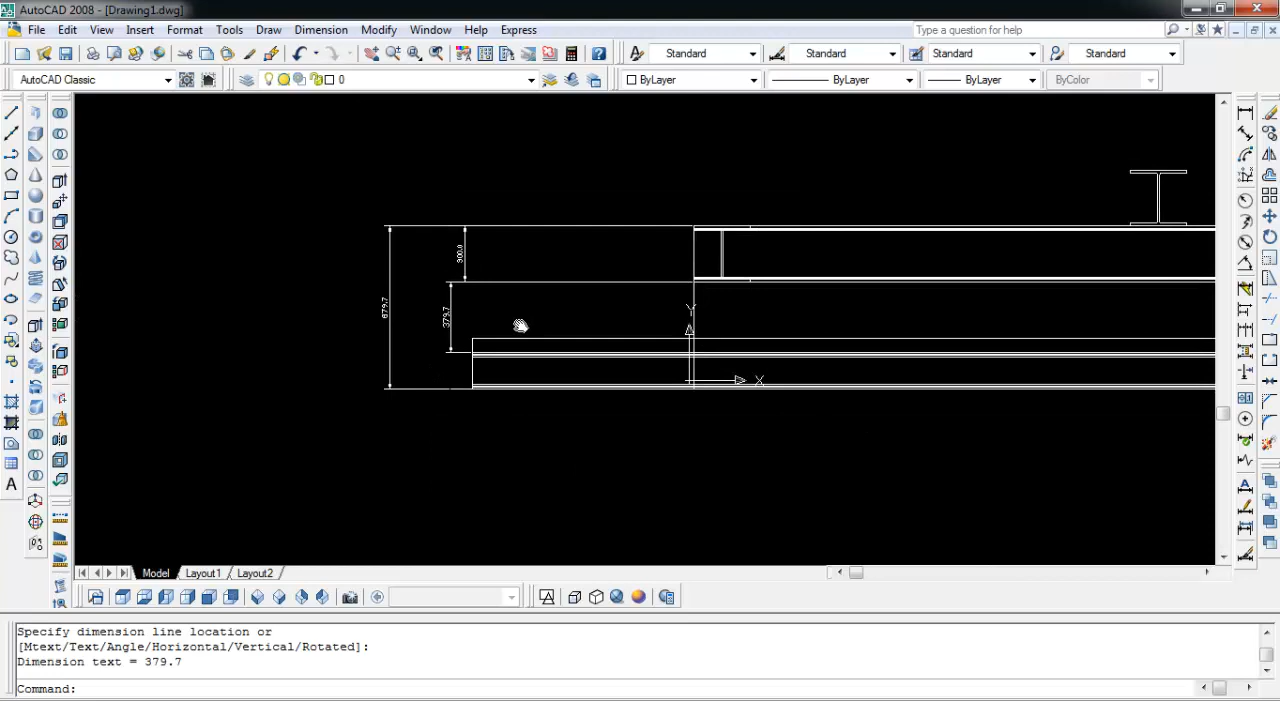 AutoCAD 2008 - [Drawing1.dwg]
File Edit View Insert Format Tools Draw Dimension Modify Window Help Express
Type a question for help
Standard Standard Standard Standard
AutoCAD Classic 0 ByLayer ByLayer ByLayer ByColor
300.0
679.7
379.7
Y
X
A
Model Layout1 Layout2
Specify dimension line location or
[Mtext/Text/Angle/Horizontal/Vertical/Rotated]:
Dimension text = 379.7
Command: